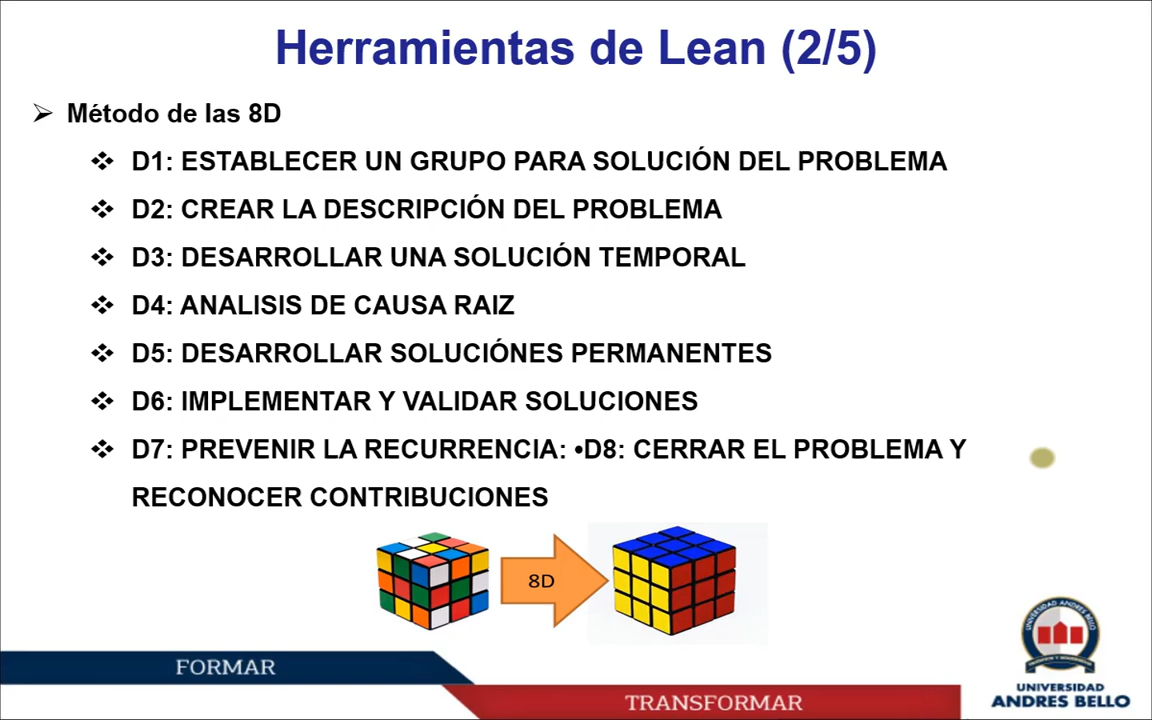 Herramientas de Lean (2/5)
Método de las 8D
D1: ESTABLECER UN GRUPO PARA SOLUCIÓN DEL PROBLEMA
D2: CREAR LA DESCRIPCIÓN DEL PROBLEMA
D3: DESARROLLAR UNA SOLUCIÓN TEMPORAL
D4: ANALISIS DE CAUSA RAIZ
D5: DESARROLLAR SOLUCIÓNES PERMANENTES
D6: IMPLEMENTAR Y VALIDAR SOLUCIONES
D7: PREVENIR LA RECURRENCIA: •D8: CERRAR EL PROBLEMA Y
RECONOCER CONTRIBUCIONES
8D
FORMAR
TRANSFORMAR
UNIVERSIDAD ANDRES BELLO
UNIVERSIDAD
ANDRES BELLO